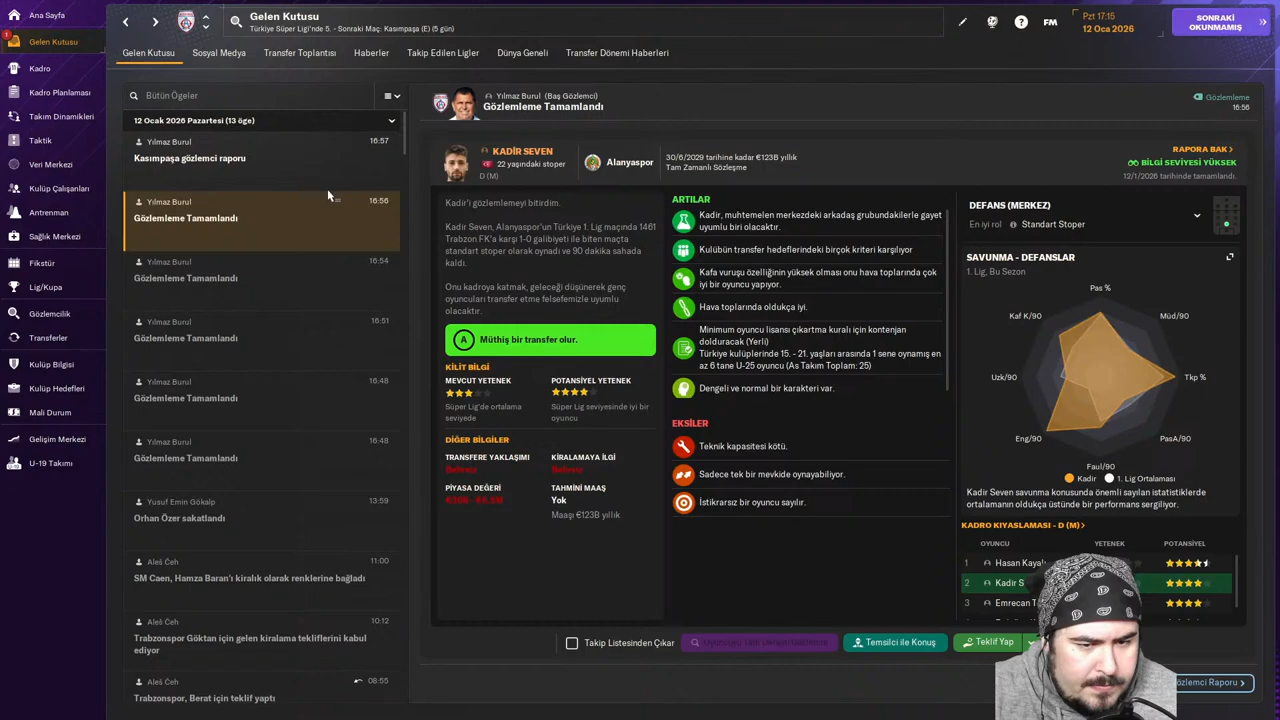 Ana Sayfa
1
Gelen Kutusu
Kadro
Kadro Planlaması
Takım Dinamikleri
Taktik
Veri Merkezi
Kulüp Çalışanları
Antrenman
Sağlık Merkezi
Fikstür
Lig/Kupa
Gözlemcilik
Transferler
Kulüp Bilgisi
Kulüp Hedefleri
Mali Durum
Gelişim Merkezi
U-19 Takımı
Gelen Kutusu
Türkiye Süper Ligi'nde 5. - Sonraki Maç: Kasımpaşa (E) (5 gün)
FM
Pzt 17:15
12 Oca 2026
SONRAKİ
OKUNMAMIŞ
Gelen Kutusu
Sosyal Medya
Transfer Toplantısı
Haberler
Takip Edilen Ligler
Dünya Geneli
Transfer Dönemi Haberleri
Bütün Ögeler
12 Ocak 2026 Pazartesi (13 öge)
Yılmaz Burul 16:57
Kasımpaşa gözlemci raporu
Yılmaz Burul 16:56
Gözlemleme Tamamlandı
Yılmaz Burul 16:54
Gözlemleme Tamamlandı
Yılmaz Burul 16:51
Gözlemleme Tamamlandı
Yılmaz Burul 16:48
Gözlemleme Tamamlandı
Yılmaz Burul 16:48
Gözlemleme Tamamlandı
Yusuf Emin Gökalp 13:59
Orhan Özer sakatlandı
Aleš Čeh 11:00
SM Caen, Hamza Baran'ı kiralık olarak renklerine bağladı
Aleš Čeh 10:12
Trabzonspor Göktan için gelen kiralama tekliflerini kabul
ediyor
Aleš Čeh 08:55
Trabzonspor, Berat için teklif yaptı
Yılmaz Burul (Baş Gözlemci)
Gözlemleme Tamamlandı
Gözlemleme
16:56
KADİR SEVEN
22 yaşındaki stoper
D (M)
Alanyaspor
30/6/2029 tarihine kadar €123B yıllık
Tam Zamanlı Sözleşme
RAPORA BAK
BİLGİ SEVİYESİ YÜKSEK
12/1/2026 tarihinde tamamlandı.
Kadir'i gözlemlemeyi bitirdim.
Kadir Seven, Alanyaspor'un Türkiye 1. Lig maçında 1461
Trabzon FK'a karşı 1-0 galibiyeti ile biten maçta
standart stoper olarak oynadı ve 90 dakika sahada
kaldı.
Onu kadroya katmak, geleceği düşünerek genç
oyuncuları transfer etme felsefemizle uyumlu
olacaktır.
A Müthiş bir transfer olur.
KİLİT BİLGİ
MEVCUT YETENEK
Süper Lig'de ortalama
seviyede
POTANSİYEL YETENEK
Süper Lig seviyesinde iyi bir
oyuncu
DİĞER BİLGİLER
TRANSFERE YAKLAŞIMI
Belirsiz
KİRALAMAYA İLGİ
Belirsiz
PİYASA DEĞERİ
TAHMİNİ MAAŞ
Yok
Maaşı €123B yıllık
ARTILAR
Kadir, muhtemelen merkezdeki arkadaş grubundakilerle gayet
uyumlu biri olacaktır.
Kulübün transfer hedeflerindeki birçok kriteri karşılıyor
Kafa vuruşu özelliğinin yüksek olması onu hava toplarında çok
iyi bir oyuncu yapıyor.
Hava toplarında oldukça iyi.
Minimum oyuncu lisansı çıkartma kuralı için kontenjan
dolduracak (Yerli)
Türkiye kulüplerinde 15. - 21. yaşları arasında 1 sene oynamış en
az 6 tane U-25 oyuncu (As Takım Toplam: 25)
Dengeli ve normal bir karakteri var.
EKSİLER
Teknik kapasitesi kötü.
Sadece tek bir mevkide oynayabiliyor.
İstikrarsız bir oyuncu sayılır.
DEFANS (MERKEZ)
En iyi rol Standart Stoper
SAVUNMA - DEFANSLAR
1. Lig, Bu Sezon
Pas %
Kaf K/90
Müd/90
Uzk/90
Tkp %
Eng/90
PasA/90
Faul/90
Kadir 1. Lig Ortalaması
Kadir Seven savunma konusunda önemli sayılan istatistiklerde
ortalamanın oldukça üstünde bir performans sergiliyor.
KADRO KIYASLAMASI - D (M)
OYUNCU YETENEK POTANSİYEL
1 Hasan
2 Kadir S
3 Emrecan
Takip Listesinden Çıkar
Temsilci ile Konuş
Teklif Yap
Raporu